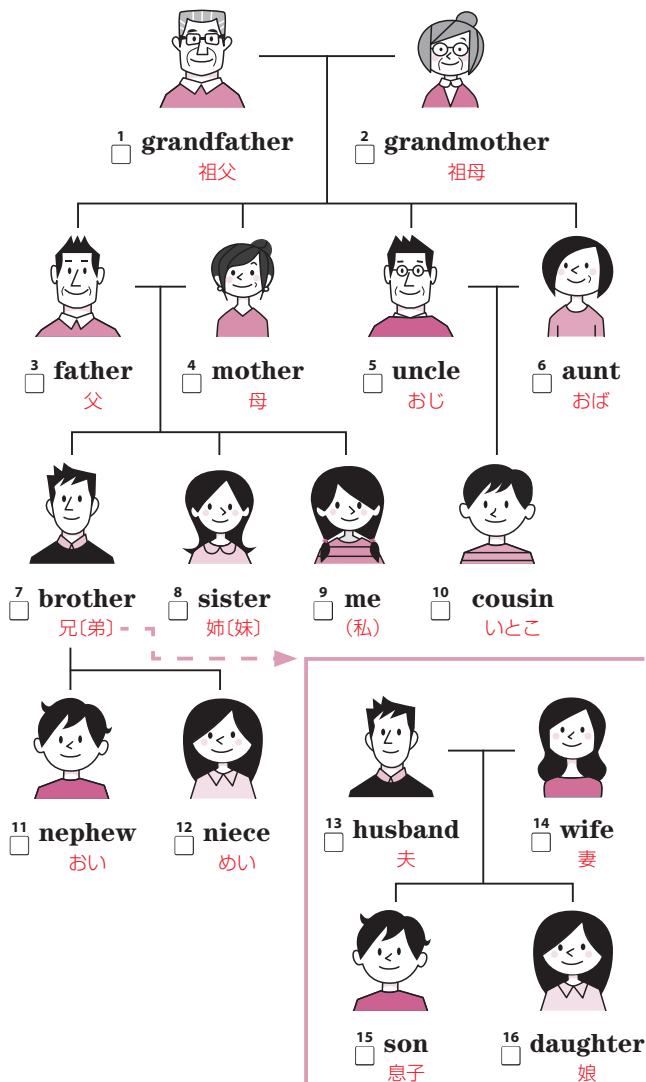 1 grandfather
祖父
2 grandmother
祖母
3 father
父
4 mother
母
5 uncle
おじ
6 aunt
おば
7 brother
兄〔弟〕
8 sister
姉〔妹〕
9 me
(私)
10 cousin
いとこ
11 nephew
おい
12 niece
めい
13 husband
夫
14 wife
妻
15 son
息子
16 daughter
娘